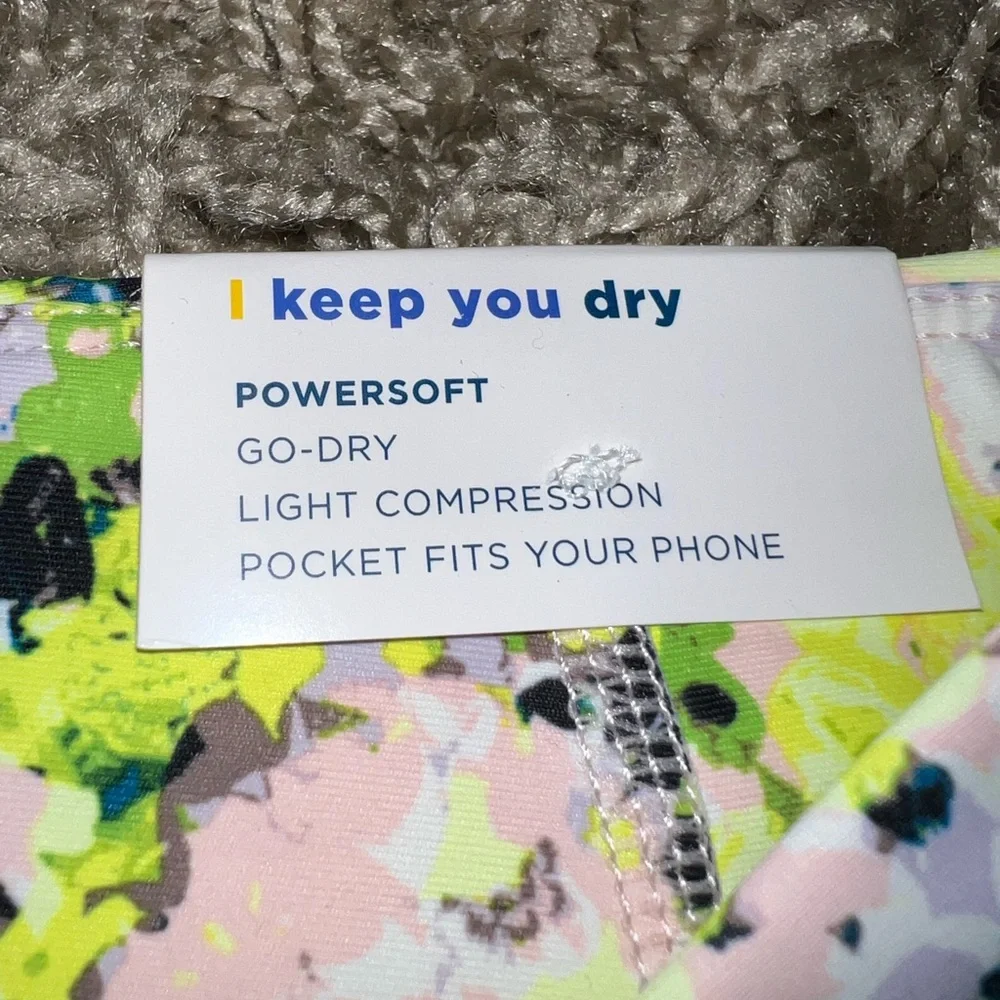 I keep you dry
POWERSOFT
GO-DRY
LIGHT COMPRESSION
POCKET FITS YOUR PHONE